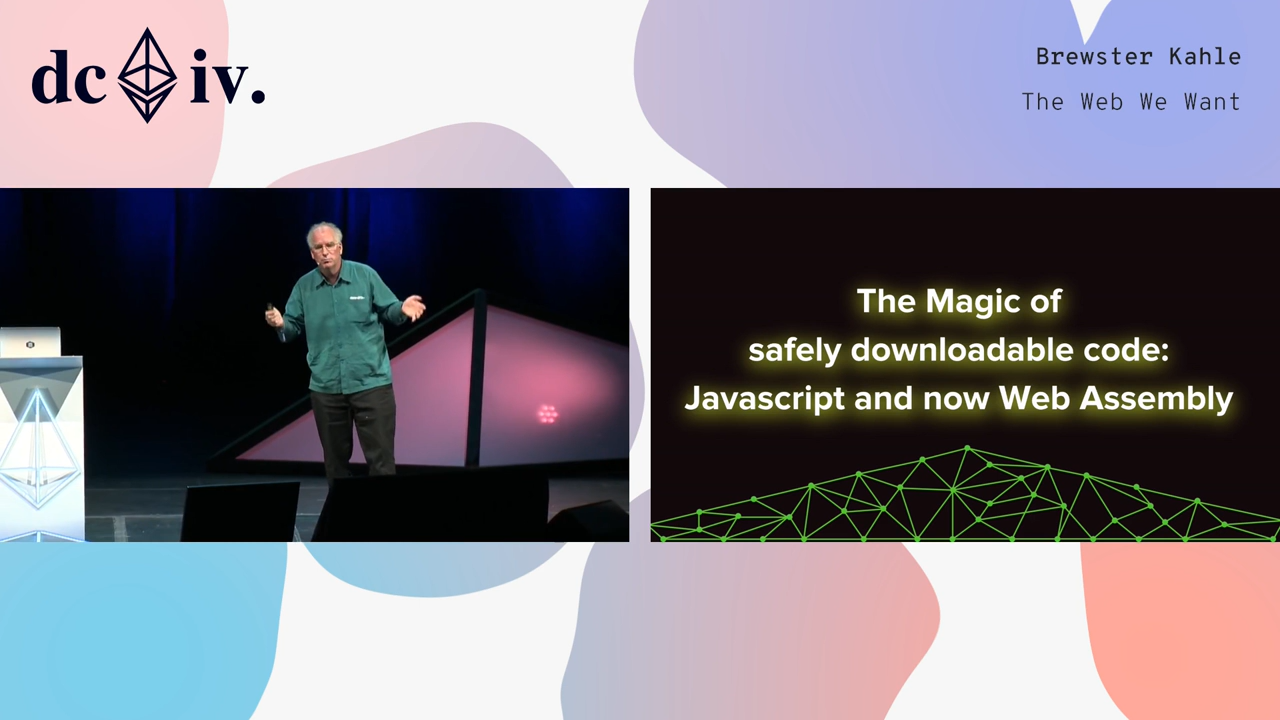 dc iv.
Brewster Kahle
The Web We Want
The Magic of
safely downloadable code:
Javascript and now Web Assembly